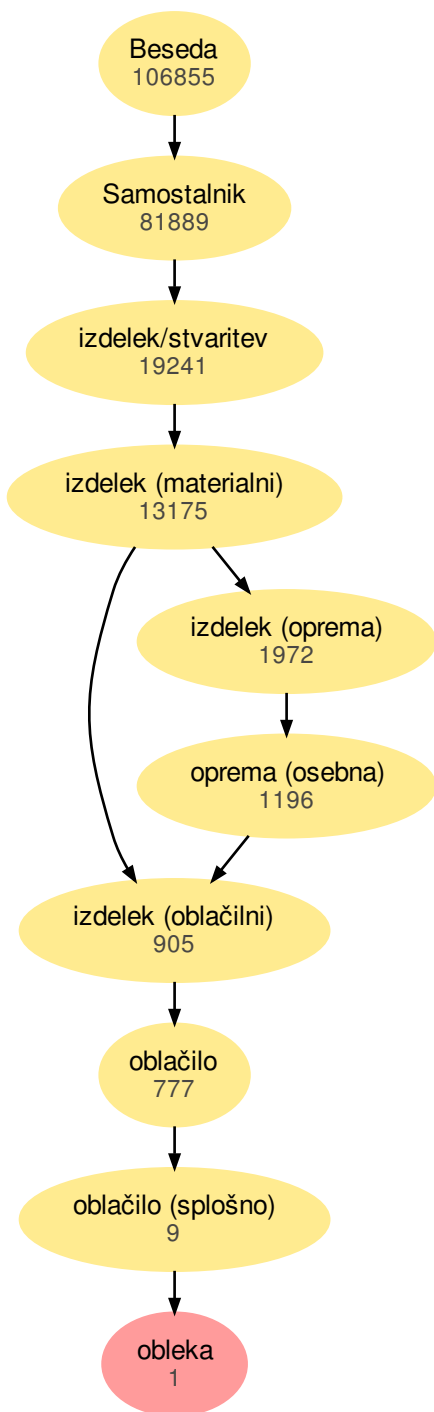 Beseda
106855
Samostalnik
81889
izdelek/stvaritev
19241
izdelek (materialni)
13175
izdelek (oprema)
1972
oprema (osebna)
1196
izdelek (oblačilni)
905
oblačilo
777
oblačilo (splošno)
9
obleka
1